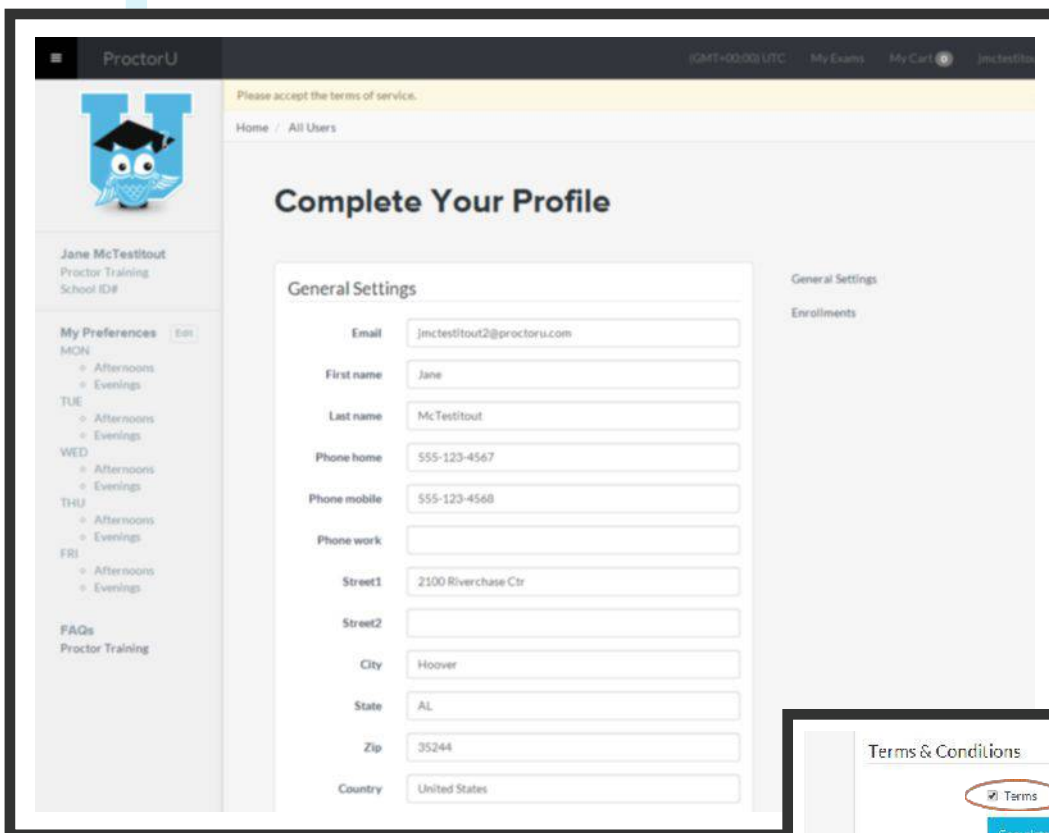 ProctorU
(GMT+00:00) UTC My Exams My Cart 0
Please accept the terms of service.
Home / All Users
U
Complete Your Profile
Jane McTestitout
Proctor Training
School ID#
My Preferences Edit
MON
Afternoons
Evenings
TUE
Afternoons
Evenings
WED
Afternoons
Evenings
THU
Afternoons
Evenings
FRI
Afternoons
Evenings
FAQs
Proctor Training
General Settings
Email jmctestitout2@proctoru.com
First name Jane
Last name McTestitout
Phone home 555-123-4567
Phone mobile 555-123-4568
Phone work
Street1 2100 Riverchase Ctr
Street2
City Hoover
State AL
Zip 35244
Country United States
General Settings
Enrollments
Terms & Conditions
Terms